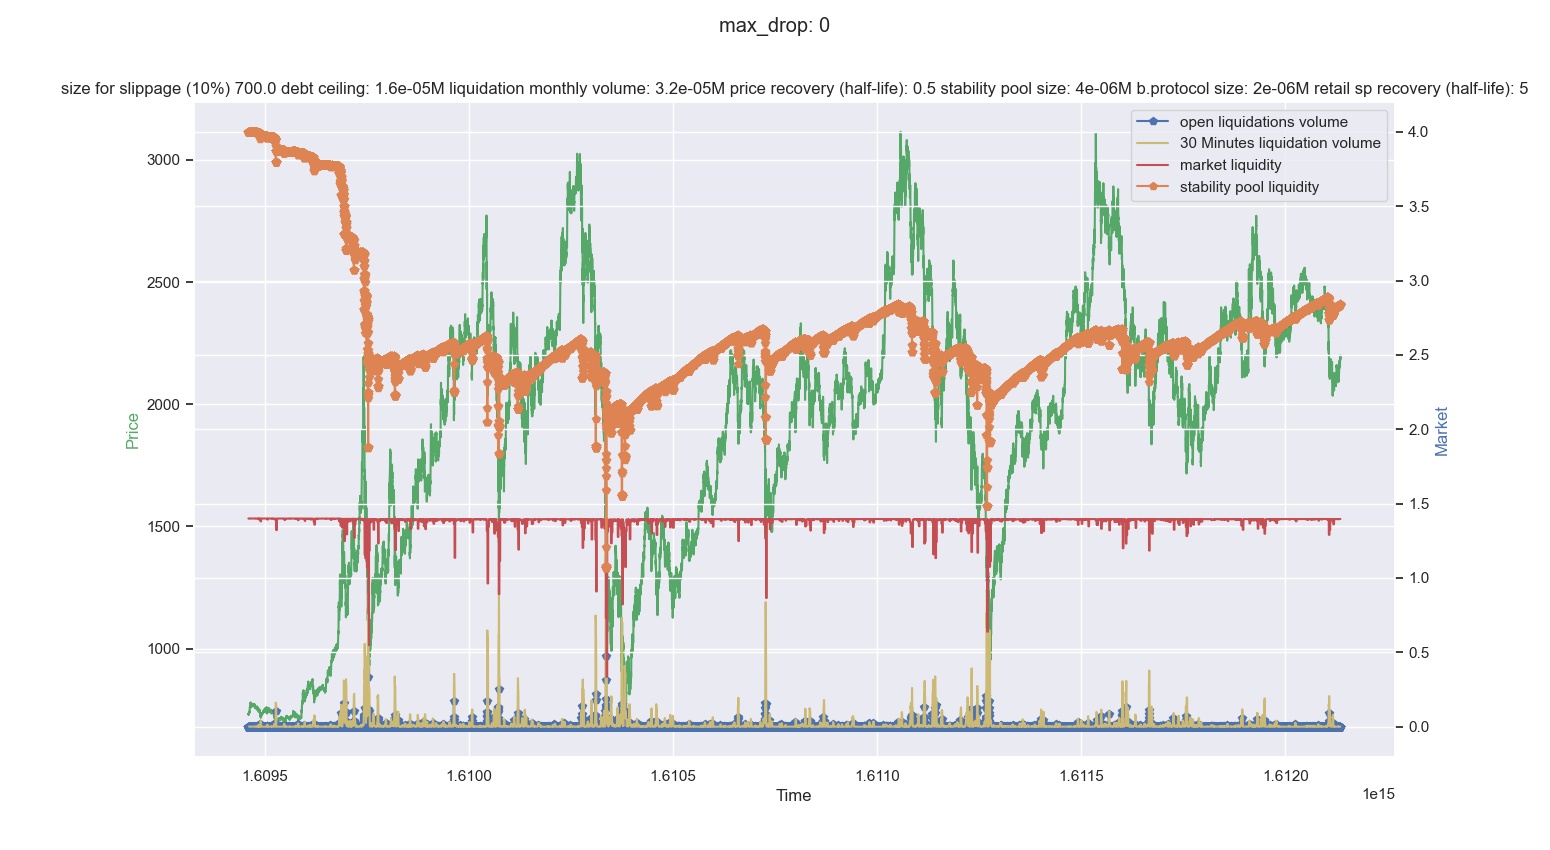 max_drop: 0
size for slippage (10%) 700.0 debt ceiling: 1.6e-05M liquidation monthly volume: 3.2e-05M price recovery (half-life): 0.5 stability pool size: 4e-06M b.protocol size: 2e-06M retail sp recovery (half-life): 5
open liquidations volume
30 Minutes liquidation volume
market liquidity
stability pool liquidity
3000
2500
2000
1500
1000
Price
4.0
3.5
3.0
2.5
2.0
1.5
1.0
0.5
0.0
Market
1.6095
1.6100
1.6105
1.6110
1.6115
1.6120
Time
1e15